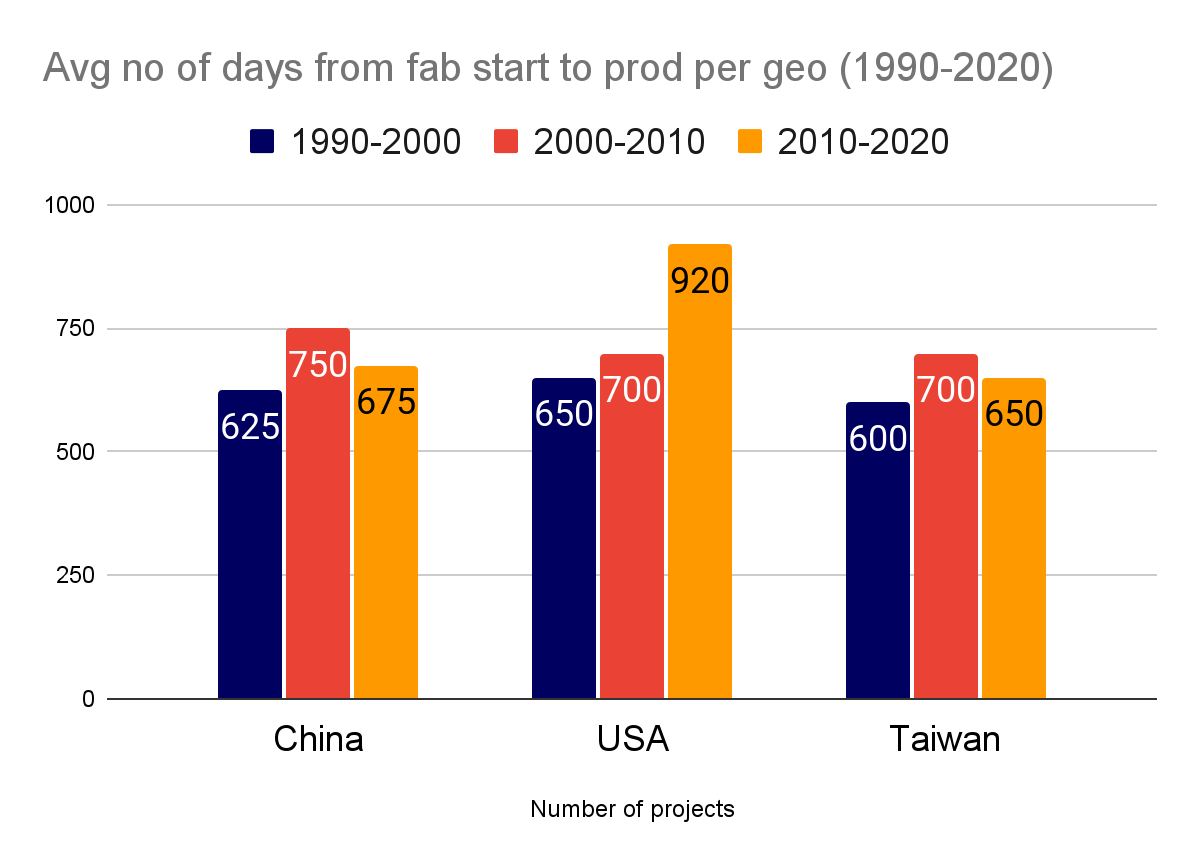 Avg no of days from fab start to prod per geo (1990-2020)
1990-2000 2000-2010 2010-2020
1000
750
500
250
0
625 750 675 650 700 920 600 700 650
China USA Taiwan
Number of projects